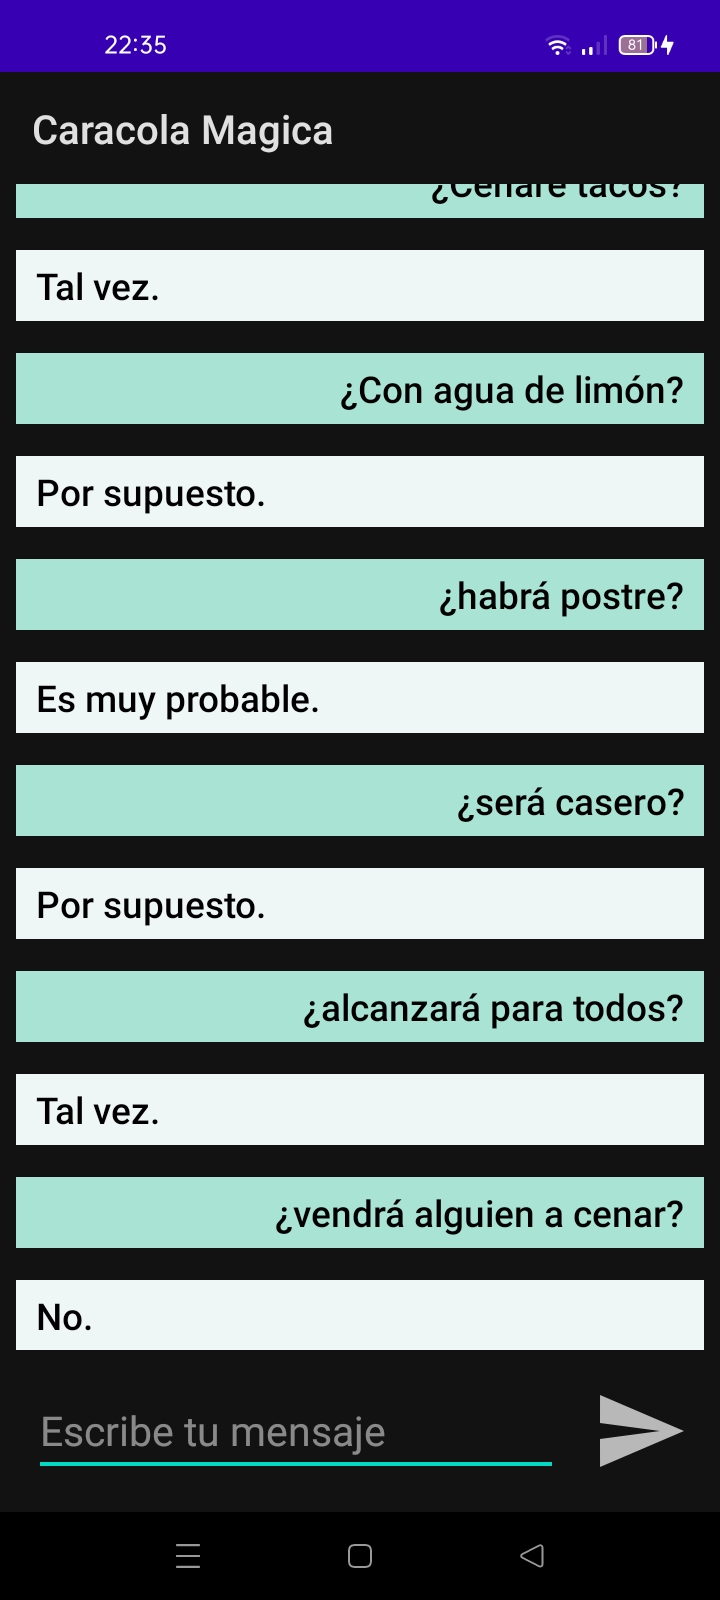 22:35
81
Caracola Magica
¿Cenaré tacos?
Tal vez.
¿Con agua de limón?
Por supuesto.
¿habrá postre?
Es muy probable.
¿será casero?
Por supuesto.
¿alcanzará para todos?
Tal vez.
¿vendrá alguien a cenar?
No.
Escribe tu mensaje